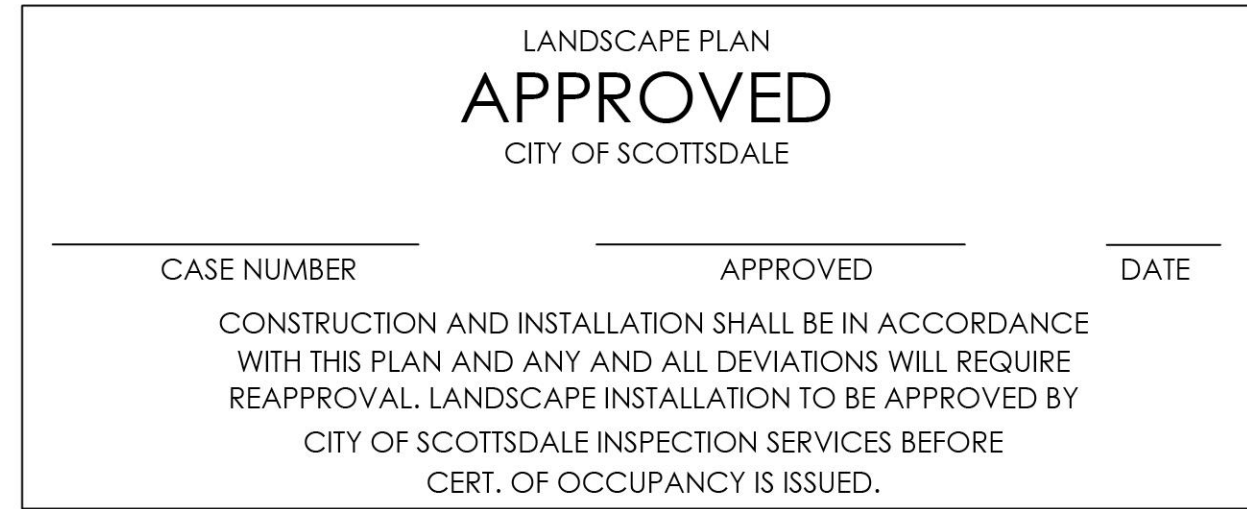 LANDSCAPE PLAN
APPROVED
CITY OF SCOTTSDALE
CASE NUMBER APPROVED DATE
CONSTRUCTION AND INSTALLATION SHALL BE IN ACCORDANCE
WITH THIS PLAN AND ANY AND ALL DEVIATIONS WILL REQUIRE
REAPPROVAL. LANDSCAPE INSTALLATION TO BE APPROVED BY
CITY OF SCOTTSDALE INSPECTION SERVICES BEFORE
CERT. OF OCCUPANCY IS ISSUED.